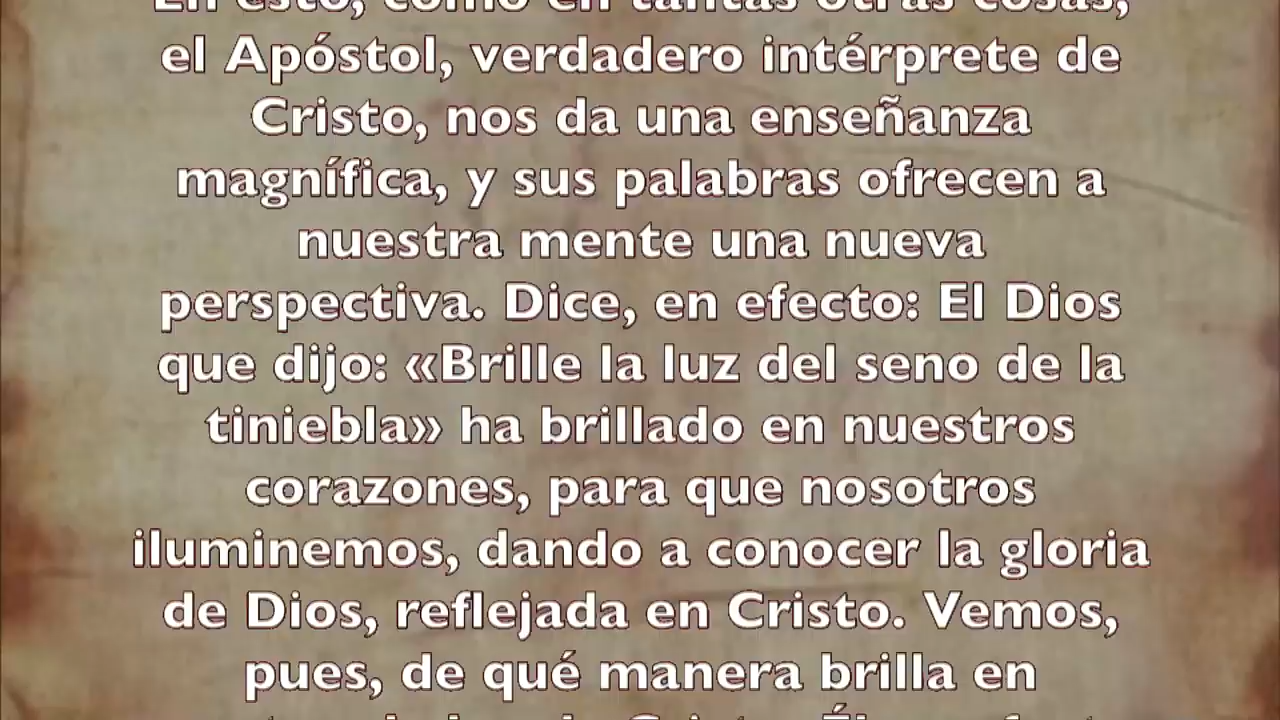 En esto, como en tantas otras cosas,
el Apóstol, verdadero intérprete de
Cristo, nos da una enseñanza
magnífica, y sus palabras ofrecen a
nuestra mente una nueva
perspectiva. Dice, en efecto: El Dios
que dijo: «Brille la luz del seno de la
tiniebla» ha brillado en nuestros
corazones, para que nosotros
iluminemos, dando a conocer la gloria
de Dios, reflejada en Cristo. Vemos,
pues, de qué manera brilla en